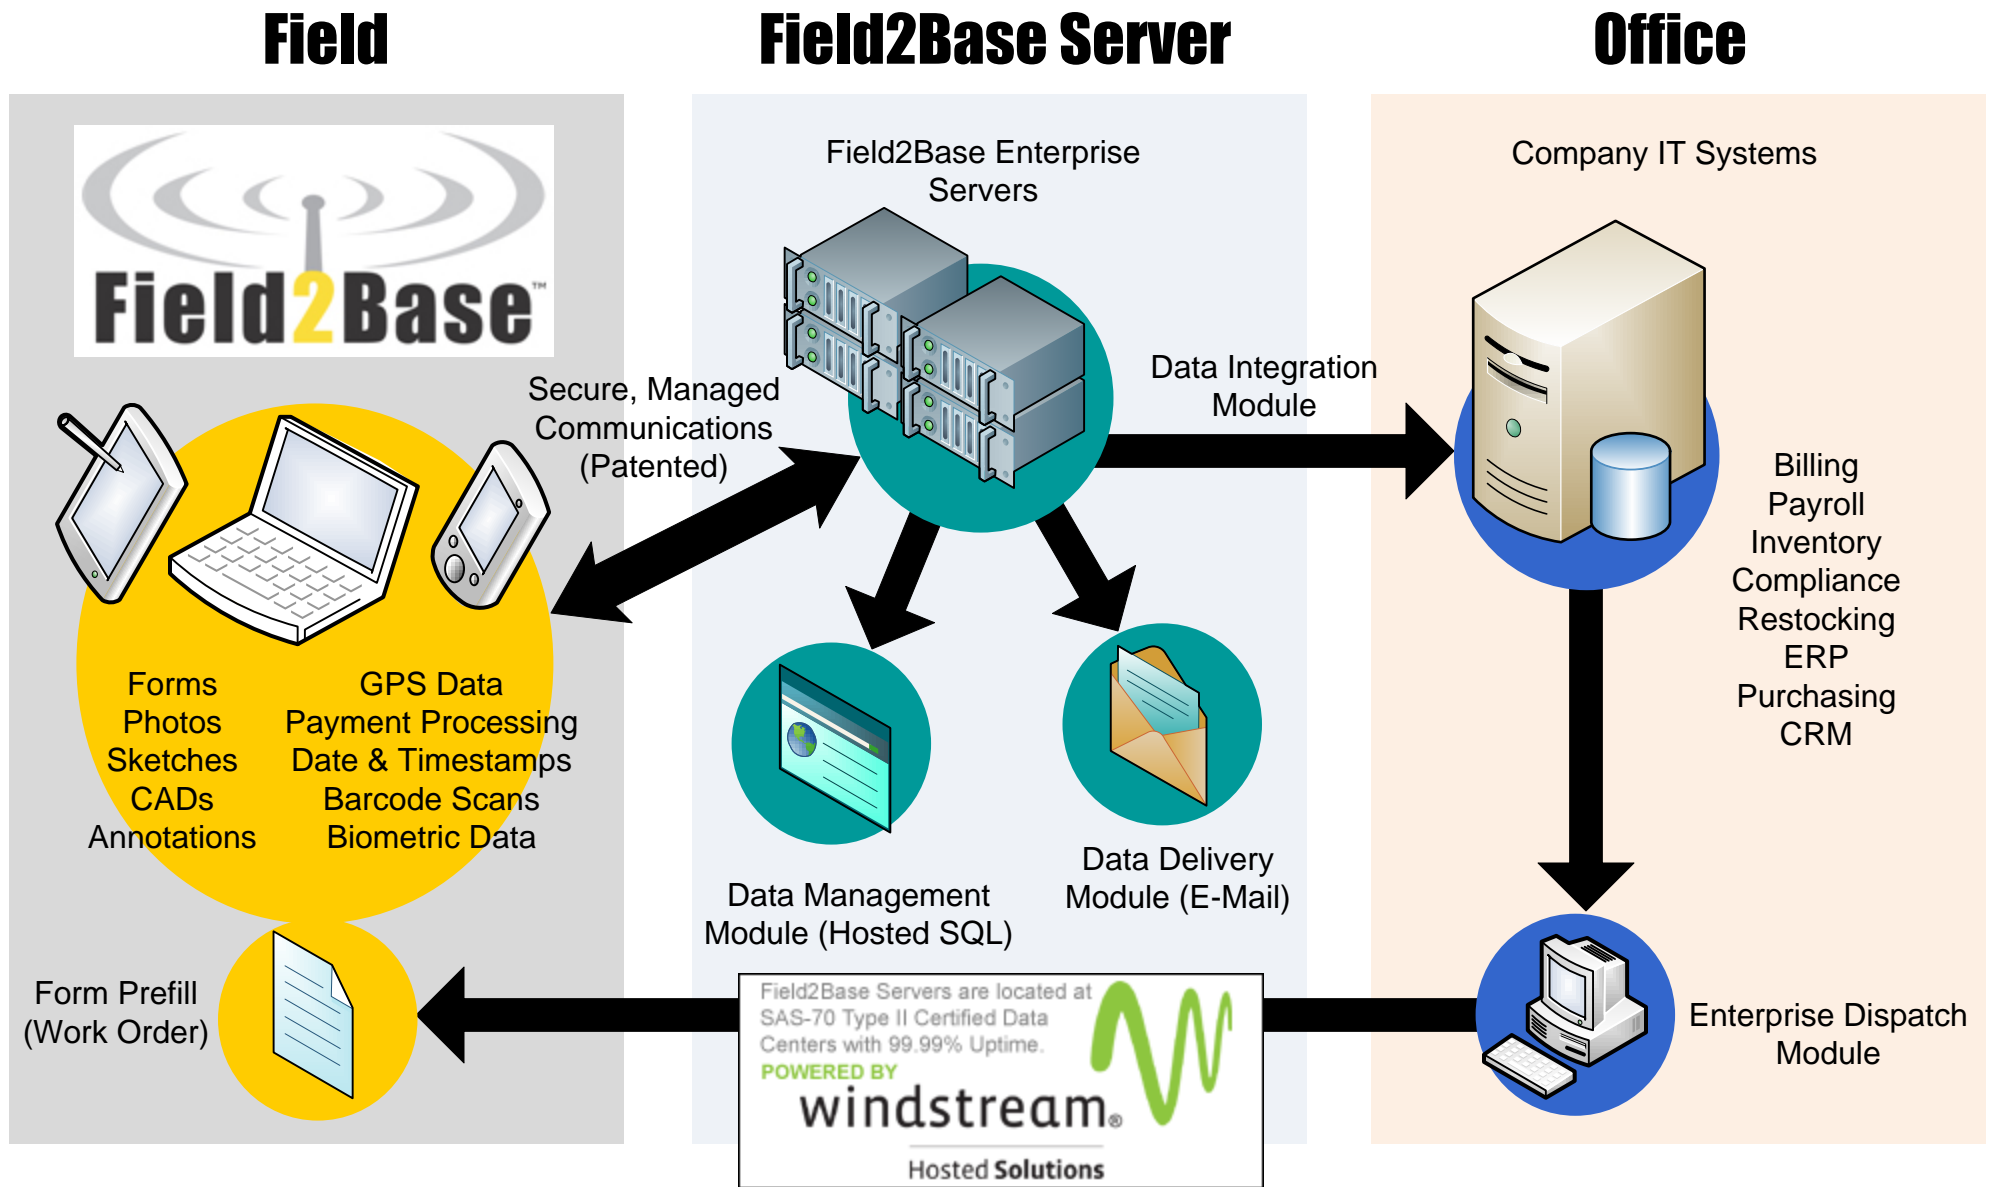 Field
Field2Base Server
Office
Field2Base™
Secure, Managed
Communications
(Patented)
Forms
Photos
Sketches
CADs
Annotations
GPS Data
Payment Processing
Date & Timestamps
Barcode Scans
Biometric Data
Form Prefill
(Work Order)
Field2Base Enterprise
Servers
Data Management
Module (Hosted SQL)
Data Delivery
Module (E-Mail)
Field2Base Servers are located at
SAS-70 Type II Certified Data
Centers with 99.99% Uptime.
POWERED BY
windstream®
Hosted Solutions
Data Integration
Module
Company IT Systems
Billing
Payroll
Inventory
Compliance
Restocking
ERP
Purchasing
CRM
Enterprise Dispatch
Module